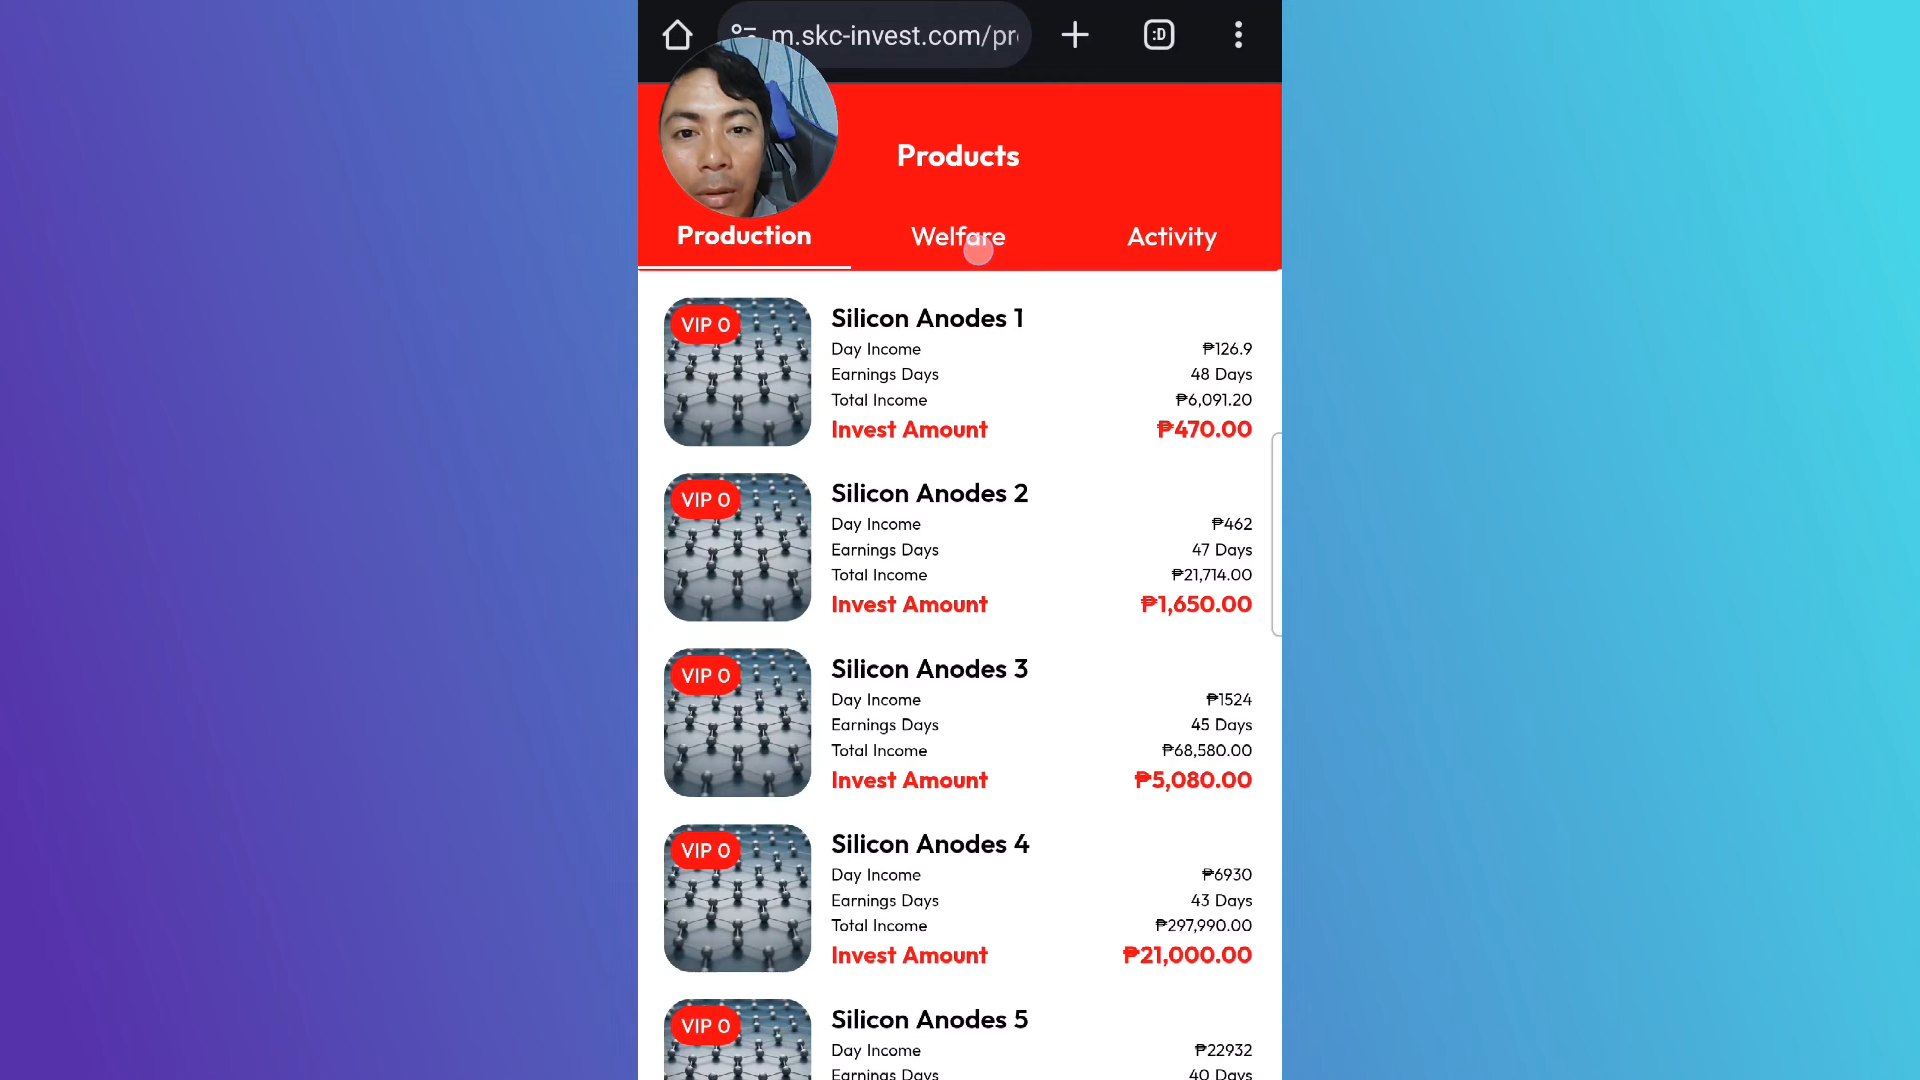 m.skc-invest.com/pr
:D
Products
Production
Welfare
Activity
VIP 0
Silicon Anodes 1
Day Income ₱126.9
Earnings Days 48 Days
Total Income ₱6,091.20
Invest Amount ₱470.00
VIP 0
Silicon Anodes 2
Day Income ₱462
Earnings Days 47 Days
Total Income ₱21,714.00
Invest Amount ₱1,650.00
VIP 0
Silicon Anodes 3
Day Income ₱1524
Earnings Days 45 Days
Total Income ₱68,580.00
Invest Amount ₱5,080.00
VIP 0
Silicon Anodes 4
Day Income ₱6930
Earnings Days 43 Days
Total Income ₱297,990.00
Invest Amount ₱21,000.00
VIP 0
Silicon Anodes 5
Day Income ₱22932
Earnings Days 40 Days